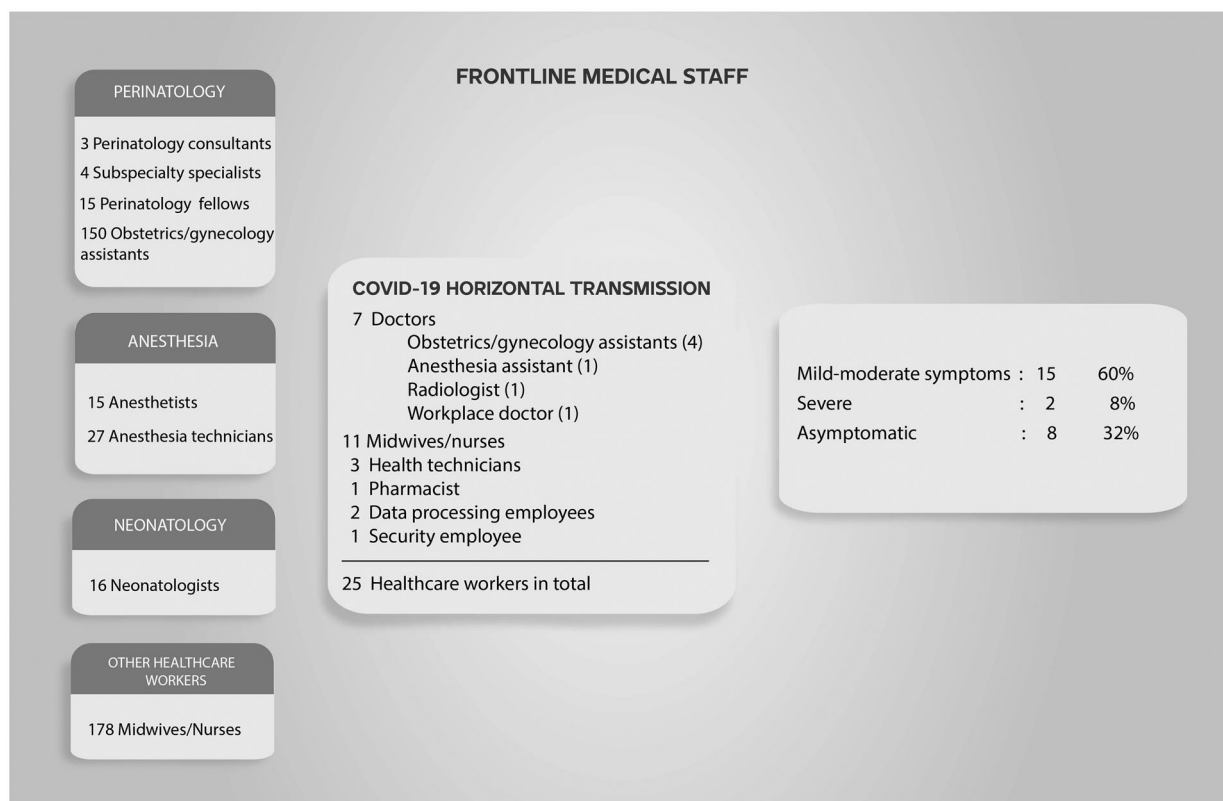 FRONTLINE MEDICAL STAFF
PERINATOLOGY
3 Perinatology consultants
4 Subspecialty specialists
15 Perinatology fellows
150 Obstetrics/gynecology
assistants
ANESTHESIA
15 Anesthetists
27 Anesthesia technicians
NEONATOLOGY
16 Neonatologists
OTHER HEALTHCARE
WORKERS
178 Midwives/Nurses
COVID-19 HORIZONTAL TRANSMISSION
7 Doctors
Obstetrics/gynecology assistants (4)
Anesthesia assistant (1)
Radiologist (1)
Workplace doctor (1)
11 Midwives/nurses
3 Health technicians
1 Pharmacist
2 Data processing employees
1 Security employee
25 Healthcare workers in total
Mild-moderate symptoms : 15 60%
Severe : 2 8%
Asymptomatic : 8 32%